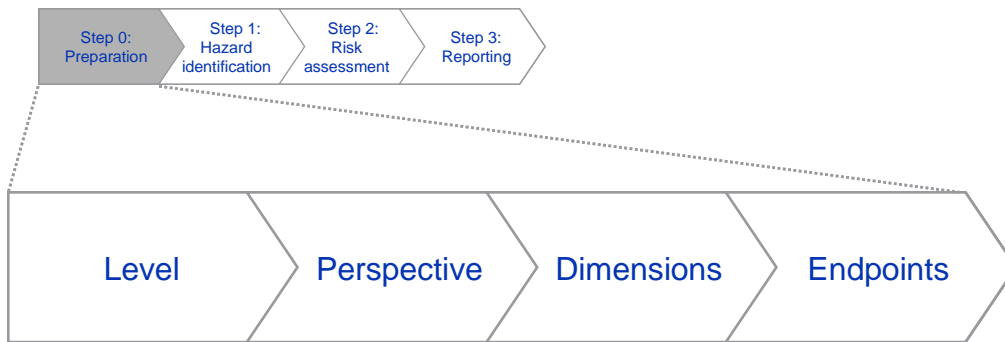 Step 0:
Preparation
Step 1:
Hazard
identification
Step 2:
Risk
assessment
Step 3:
Reporting
Level
Perspective
Dimensions
Endpoints